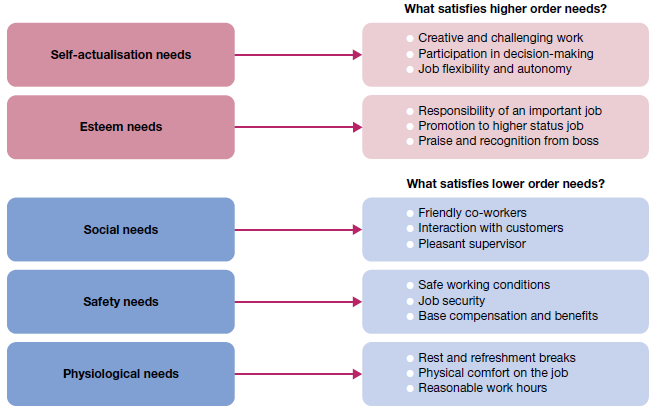 What satisfies higher order needs?
Self-actualisation needs
Creative and challenging work
Participation in decision-making
Job flexibility and autonomy
Esteem needs
Responsibility of an important job
Promotion to higher status job
Praise and recognition from boss
What satisfies lower order needs?
Social needs
Friendly co-workers
Interaction with customers
Pleasant supervisor
Safety needs
Safe working conditions
Job security
Base compensation and benefits
Physiological needs
Rest and refreshment breaks
Physical comfort on the job
Reasonable work hours